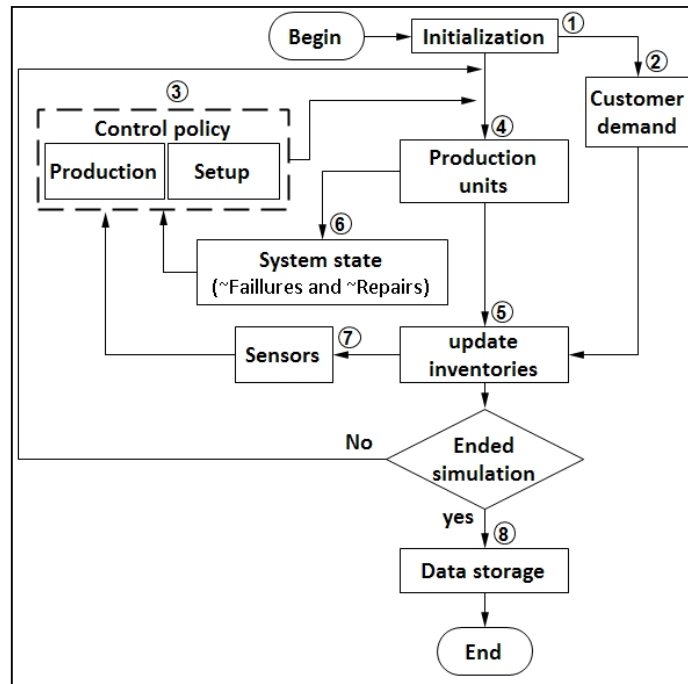 Begin
Initialization
①
②
Customer
demand
③
Control policy
Production
Setup
④
Production
units
⑥
System state
(~Faillures and ~Repairs)
⑤
update
inventories
⑦
Sensors
No
Ended
simulation
yes
⑧
Data storage
End